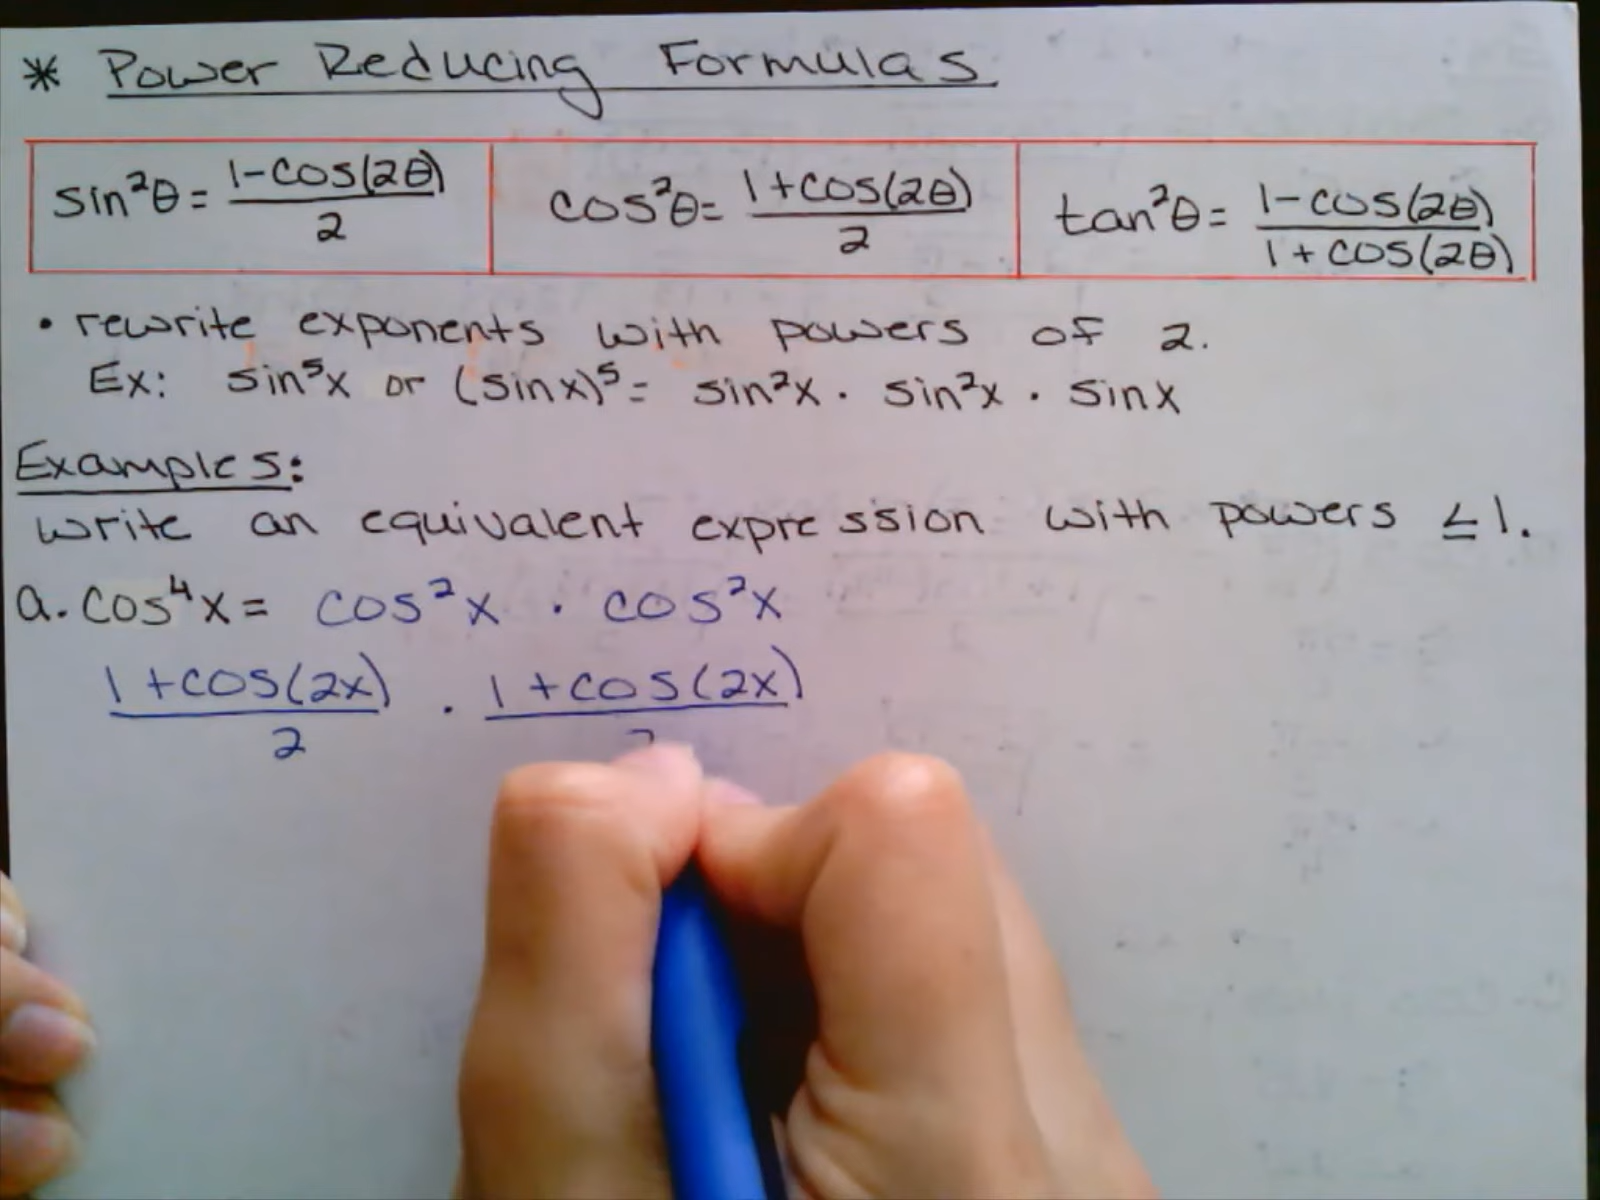 * Power Reducing Formulas
sin²θ = 1-cos(2θ)/2
cos²θ = 1+cos(2θ)/2
tan²θ = 1-cos(2θ)/1+cos(2θ)
• rewrite exponents with powers of 2.
Ex: sin⁵x or (sinx)⁵ = sin²x · sin²x · sinx
Examples:
write an equivalent expression with powers ≤ 1.
a. cos⁴x = cos²x · cos²x
1+cos(2x)/2 · 1+cos(2x)/2